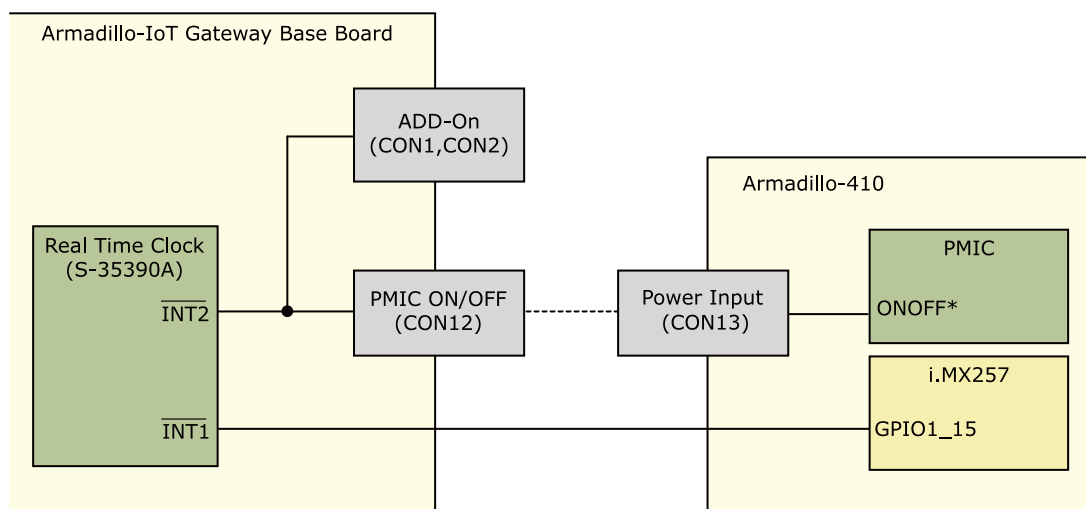 Armadillo-IoT Gateway Base Board
ADD-On
(CON1,CON2)
Armadillo-410
Real Time Clock
(S-35390A)
INT2
INT1
PMIC ON/OFF
(CON12)
Power Input
(CON13)
PMIC
ONOFF*
i.MX257
GPIO1_15